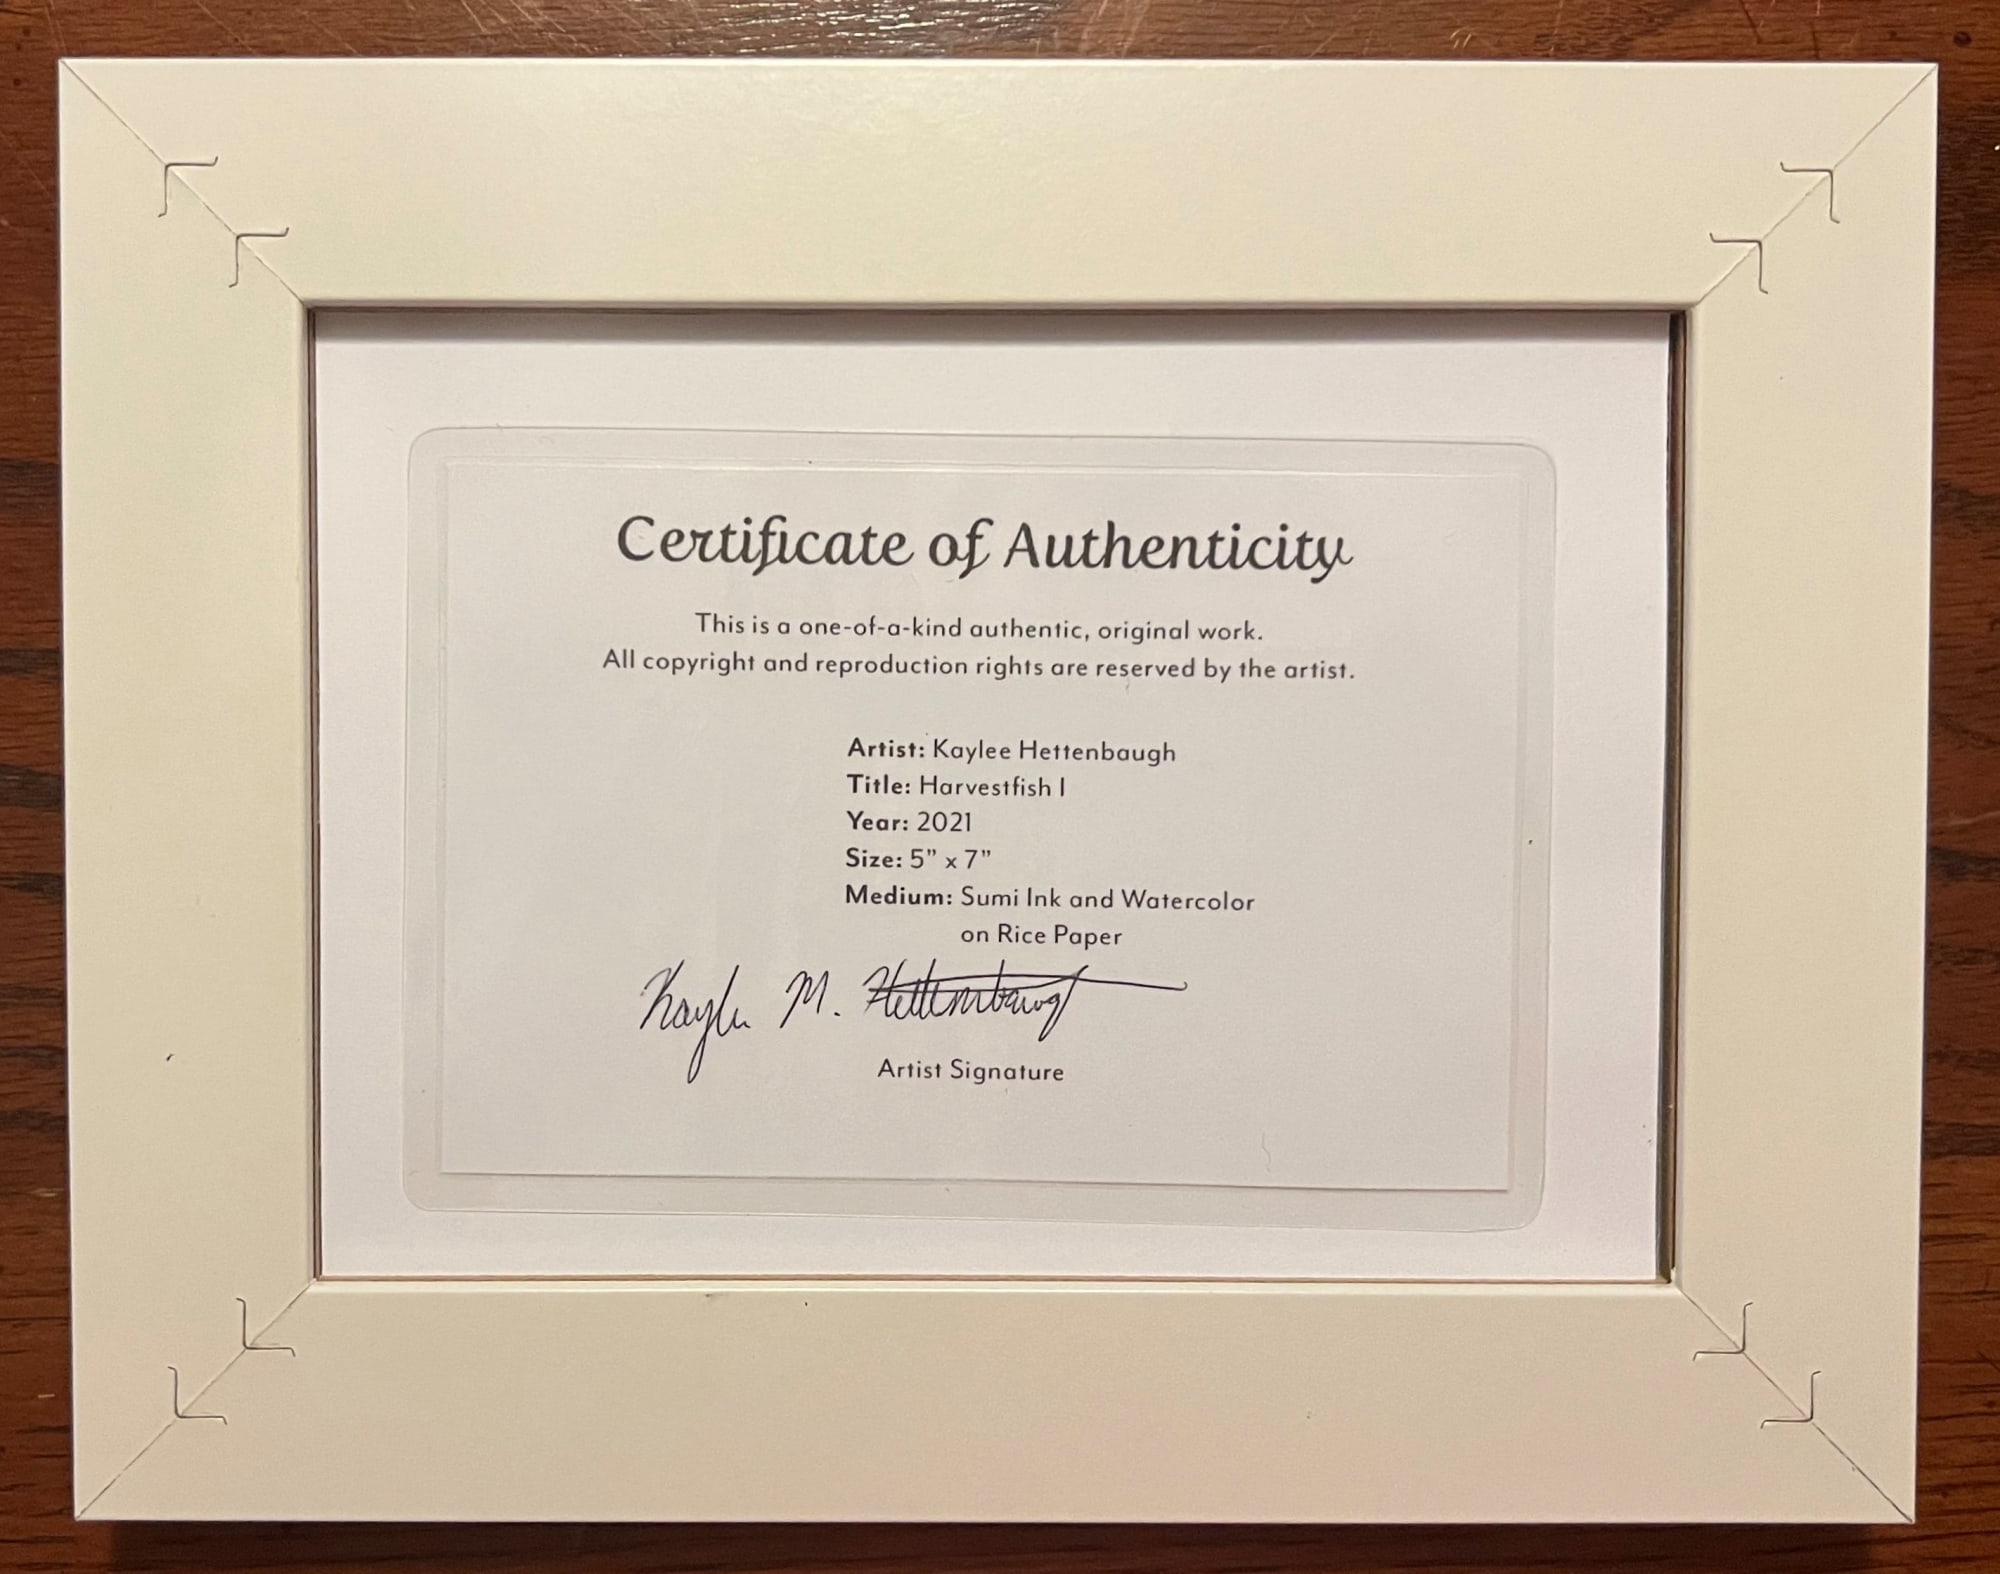 Certificate of Authenticity
This is a one-of-a-kind authentic, original work.
All copyright and reproduction rights are reserved by the artist.
Artist: Kaylee Hettenbaugh
Title: Harvestfish I
Year: 2021
Size: 5” x 7”
Medium: Sumi Ink and Watercolor
on Rice Paper
Kaylee M. Hettenbaugh
Artist Signature